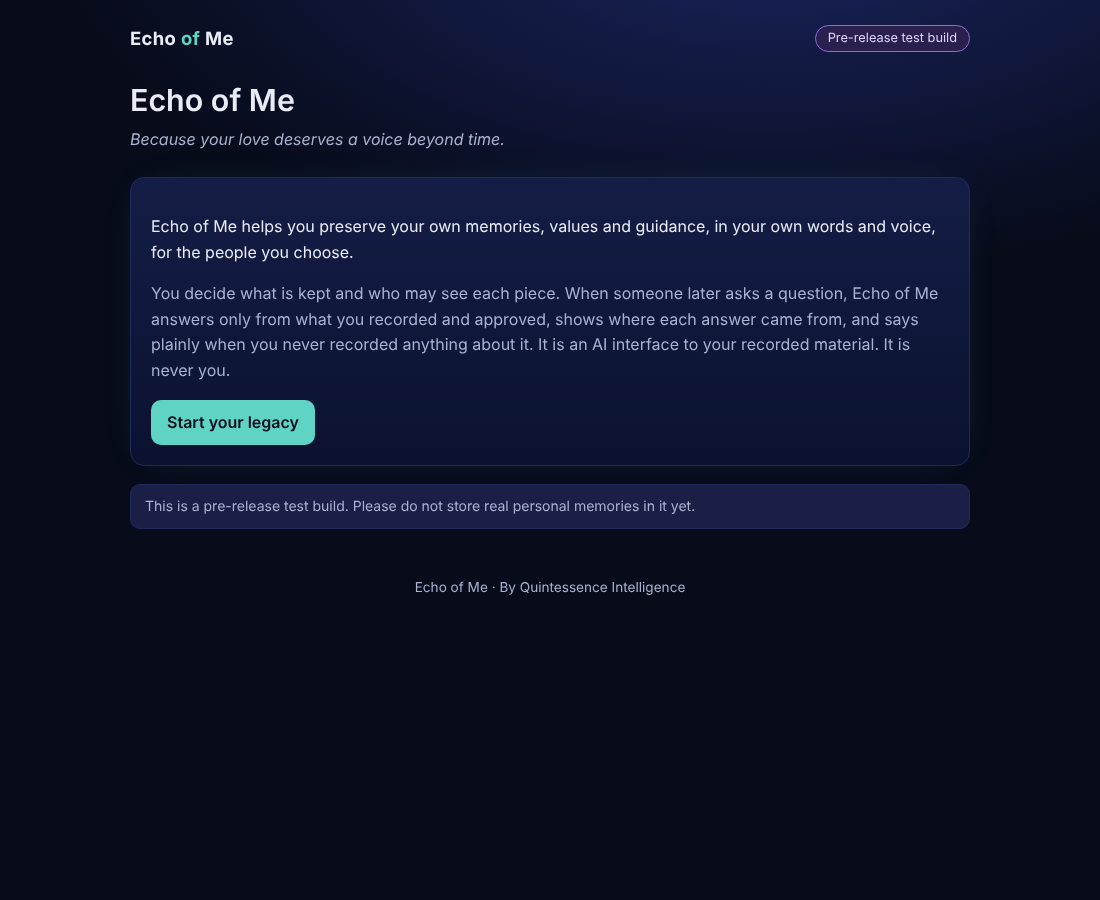 Echo of Me
Pre-release test build
Echo of Me
Because your love deserves a voice beyond time.
Echo of Me helps you preserve your own memories, values and guidance, in your own words and voice,
for the people you choose.
You decide what is kept and who may see each piece. When someone later asks a question, Echo of Me
answers only from what you recorded and approved, shows where each answer came from, and says
plainly when you never recorded anything about it. It is an AI interface to your recorded material. It is
never you.
Start your legacy
This is a pre-release test build. Please do not store real personal memories in it yet.
Echo of Me · By Quintessence Intelligence